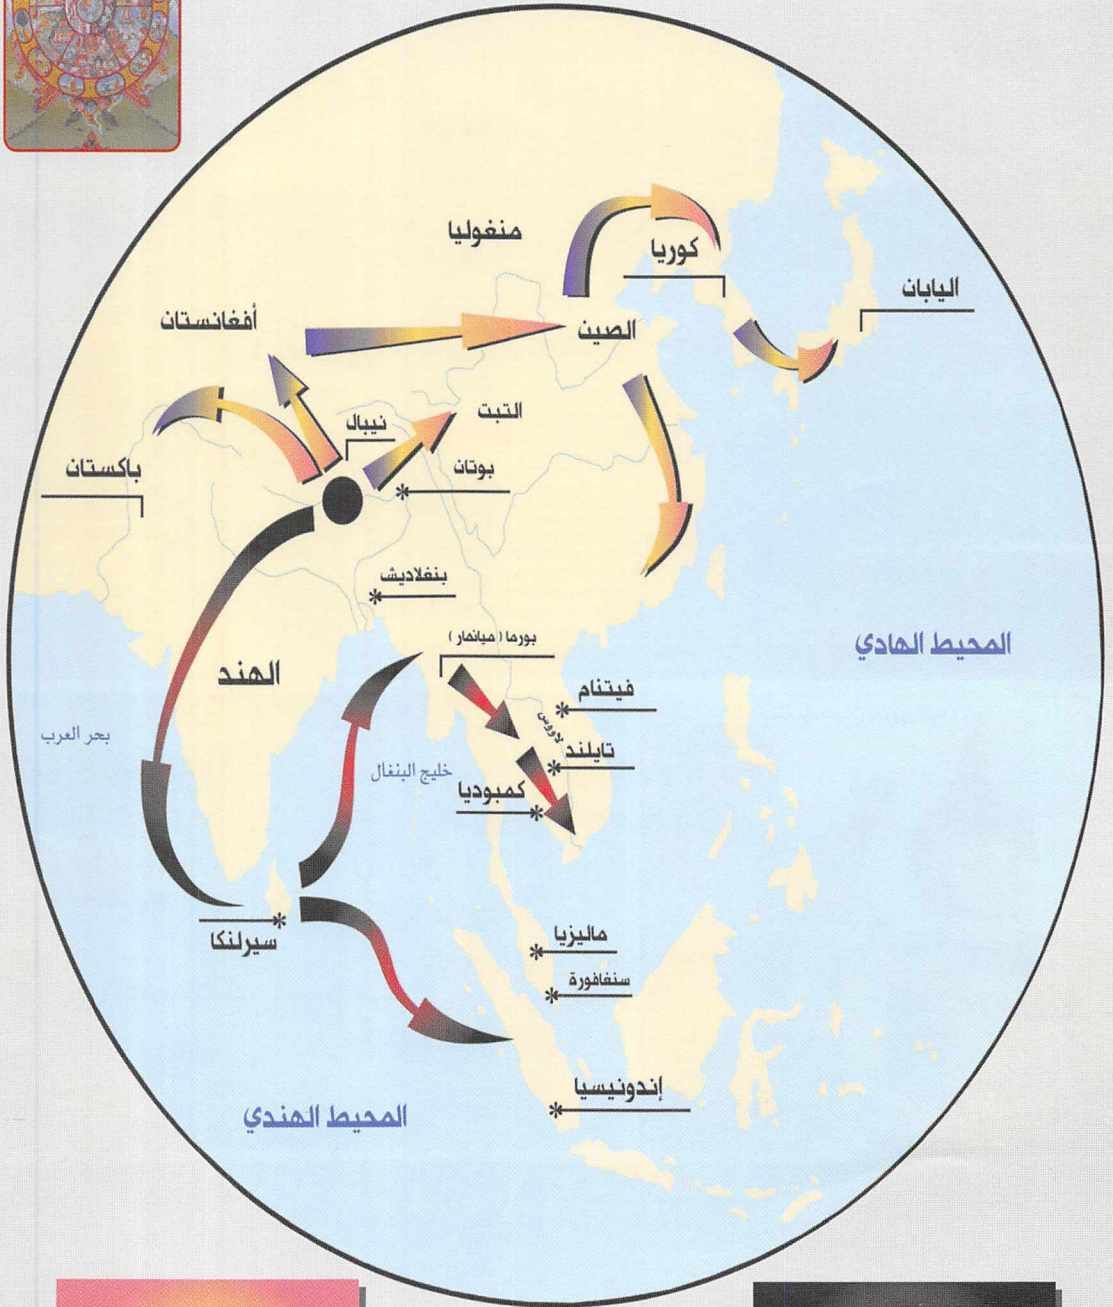 منغوليا
كوريا
اليابان
أفغانستان
الصين
التبت
نيبال
باكستان
بوتان
بنغلاديش
بورما (ميانمار)
المحيط الهادي
الهند
فيتنام
لاووس
بحر العرب
تايلند
خليج البنغال
كمبوديا
سيرلنكا
ماليزيا
سنغافورة
إندونيسيا
المحيط الهندي